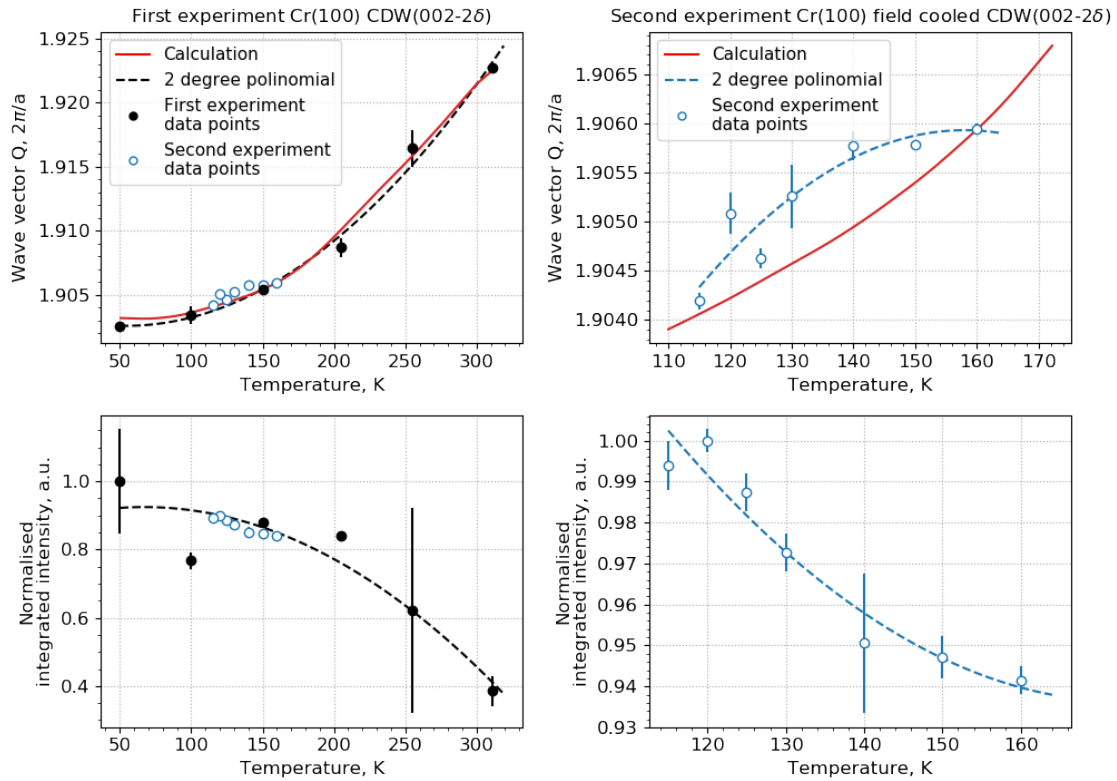 First experiment Cr(100) CDW(002-2δ)
1.925
1.920
1.915
1.910
1.905
Wave vector Q, 2π/a
Calculation
2 degree polinomial
First experiment
data points
Second experiment
data points
50
100
150
200
250
300
Temperature, K
Second experiment Cr(100) field cooled CDW(002-2δ)
1.9065
1.9060
1.9055
1.9050
1.9045
1.9040
Wave vector Q, 2π/a
Calculation
2 degree polinomial
Second experiment
data points
110
120
130
140
150
160
170
Temperature, K
1.0
0.8
0.6
0.4
Normalised
integrated intensity, a.u.
50
100
150
200
250
300
Temperature, K
1.00
0.99
0.98
0.97
0.96
0.95
0.94
0.93
Normalised
integrated intensity, a.u.
120
130
140
150
160
Temperature, K